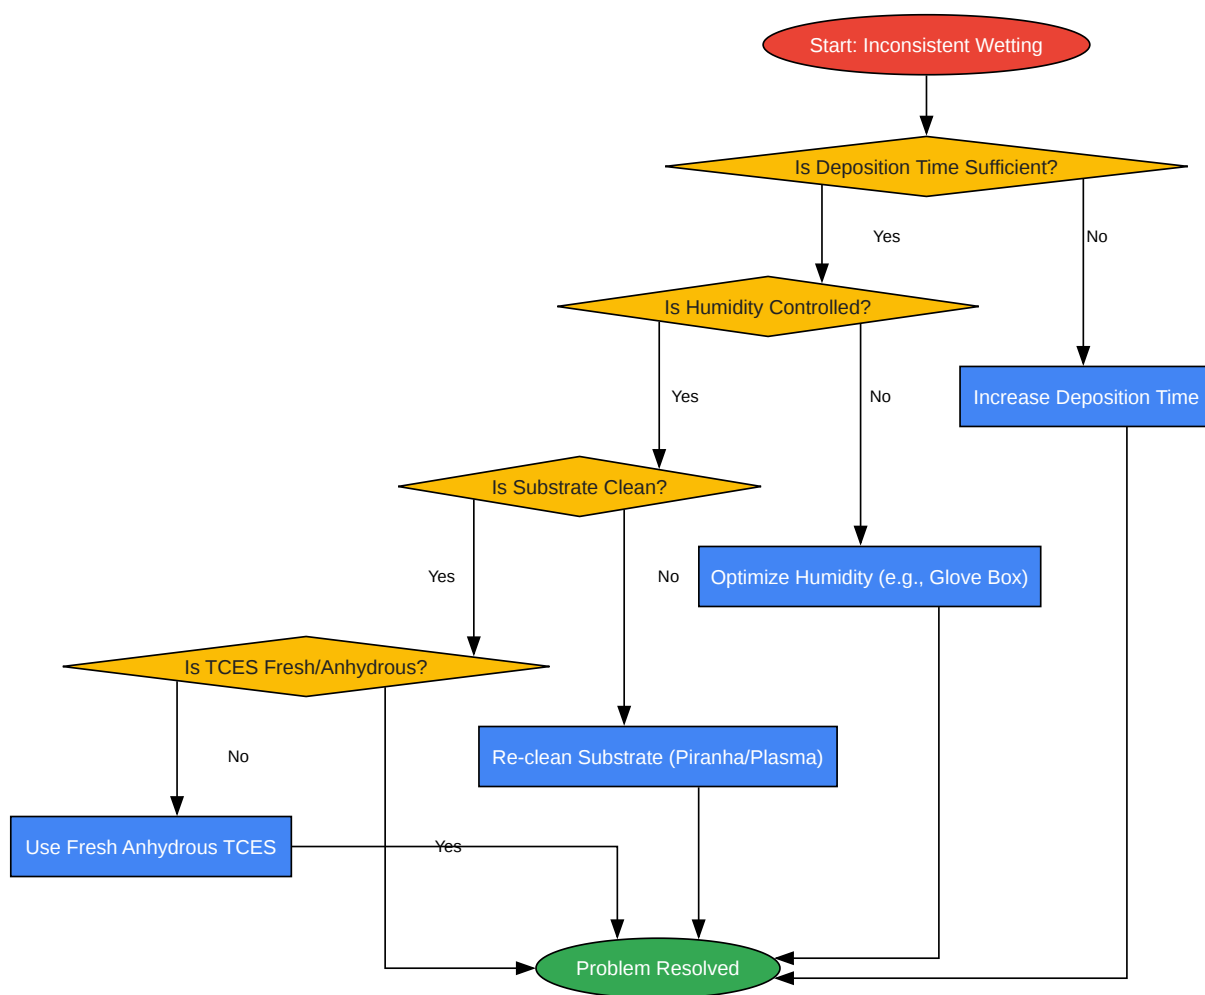 Start: Inconsistent Wetting
Is Deposition Time Sufficient?
Yes
No
Is Humidity Controlled?
Yes
No
Increase Deposition Time
Is Substrate Clean?
Yes
No
Optimize Humidity (e.g., Glove Box)
Is TCES Fresh/Anhydrous?
No
Re-clean Substrate (Piranha/Plasma)
Use Fresh Anhydrous TCES
Yes
Problem Resolved